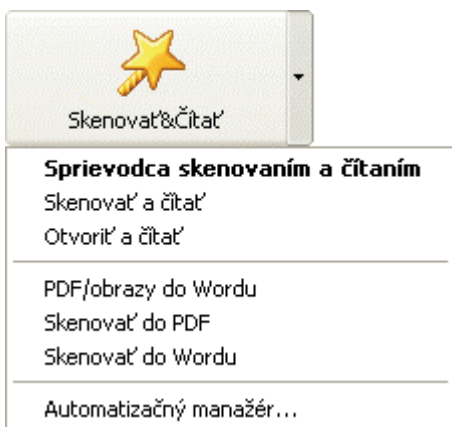 Skenovať&Čítať
Sprievodca skenovaním a čítaním
Skenovať a čítať
Otvoriť a čítať
PDF/obrazy do Wordu
Skenovať do PDF
Skenovať do Wordu
Automatizačný manažér...